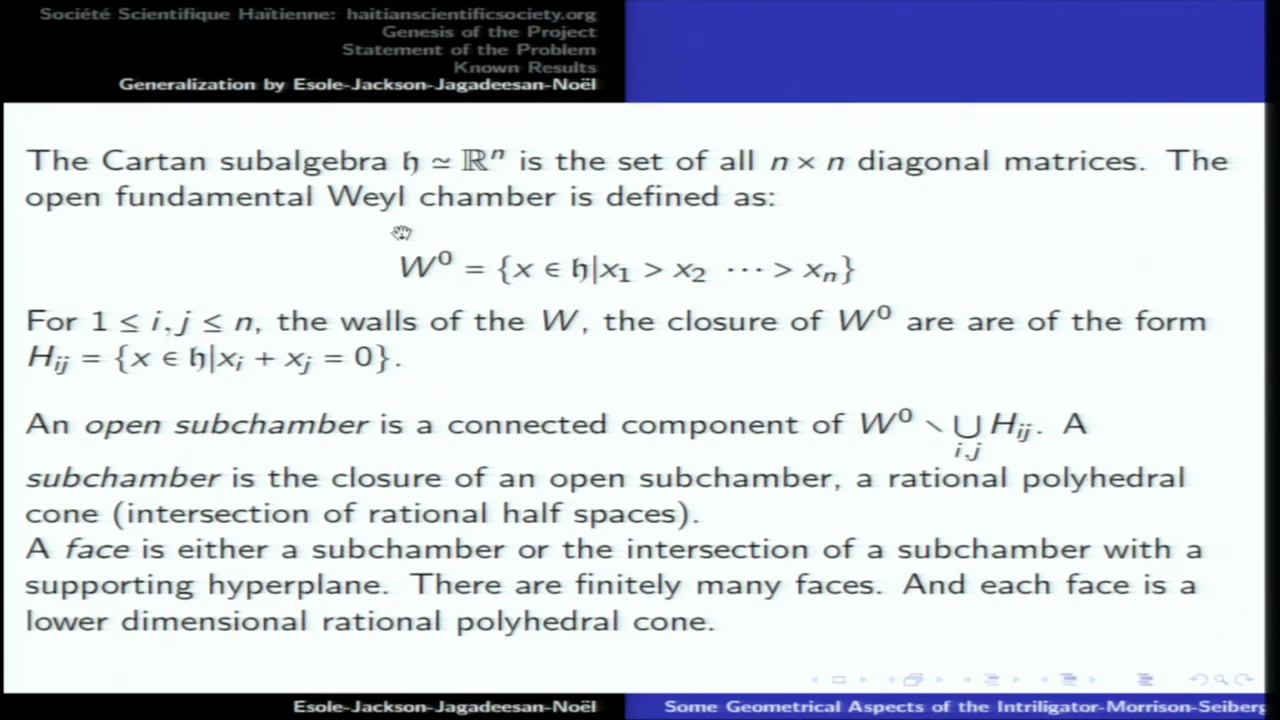 Société Scientifique Haïtienne: haitianscientificsociety.org
Genesis of the Project
Statement of the Problem
Known Results
Generalization by Esole-Jackson-Jagadeesan-Noël
The Cartan subalgebra 𝔥 ≃ ℝⁿ is the set of all n × n diagonal matrices. The
open fundamental Weyl chamber is defined as:
W⁰ = {x ∈ 𝔥|x₁ > x₂ ⋯ > xₙ}
For 1 ≤ i, j ≤ n, the walls of the W, the closure of W⁰ are are of the form
H_{ij} = {x ∈ 𝔥|x_i + x_j = 0}.
An open subchamber is a connected component of W⁰ ∖ ⋃_{i,j} H_{ij}. A
subchamber is the closure of an open subchamber, a rational polyhedral
cone (intersection of rational half spaces).
A face is either a subchamber or the intersection of a subchamber with a
supporting hyperplane. There are finitely many faces. And each face is a
lower dimensional rational polyhedral cone.
Esole-Jackson-Jagadeesan-Noël
Some Geometrical Aspects of the Intriligator-Morrison-Seiberg